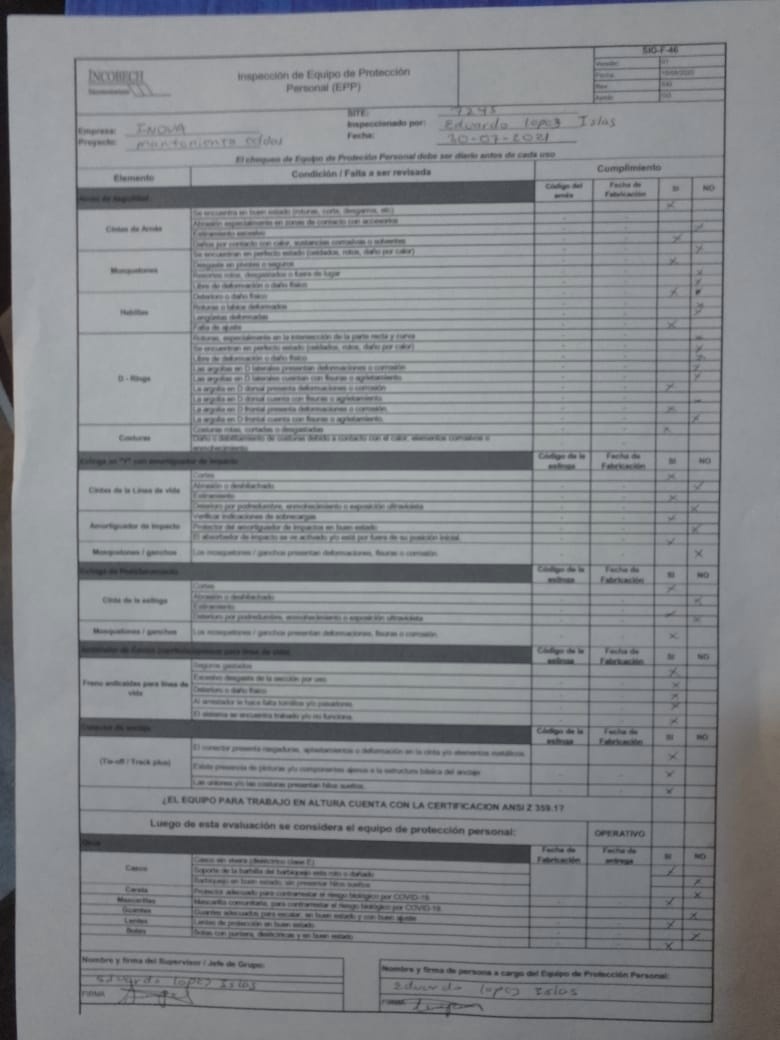 SIG-F-46
INCOBECH
Inspección de Equipo de Protección
Personal (EPP)
Versión: 01
Fecha:
Rev:
SITE: 7245
Empresa: INOVA
Inspeccionado por: Eduardo lopez Islas
Proyecto: mantenimiento
Fecha: 30-07-2021
El chequeo de Equipo de Proteción Personal debe ser diario antes de cada uso
Elemento Condición / Falta a ser revisada Cumplimiento
Arnés de seguridad Código del arnés Fecha de Fabricación SI NO
Cintas de Arnés
Se encuentra en buen estado (roturas, corte, desgarros, etc)
Abrasión especialmente en zonas de contacto con accesorios
Estiramiento excesivo
Daños por contacto con calor, sustancias corrosivas o solventes
Mosquetones
Se encuentran en perfecto estado (oxidados, rotos, daño por calor)
Desgaste en pivotes o seguros
Resortes rotos, desgastados o fuera de lugar
Libre de deformación o daño físico
Hebillas
Deterioro o daño físico
Roturas o labios deformados
Lengüetas deformadas
Falta de ajuste
D - Rings
Roturas, especialmente en la intersección de la parte recta y curva
Se encuentran en perfecto estado (oxidados, rotos, daño por calor)
Libre de deformación o daño físico
Las argollas en D laterales presentan deformaciones o corrosión
Las argollas en D laterales cuentan con fisuras o agrietamiento
La argolla en D dorsal presenta deformaciones o corrosión
La argolla en D dorsal cuenta con fisuras o agrietamiento.
La argolla en D frontal presenta deformaciones o corrosión.
La argolla en D frontal cuenta con fisuras o agrietamiento.
Costuras
Costuras rotas, cortadas o desgastadas
Daño o debilitamiento de costuras debido a contacto con el calor, elementos corrosivos o
enmohecimiento
Eslinga en "Y" con amortiguador de impacto Código de la eslinga Fecha de Fabricación SI NO
Cintas de la Línea de vida
Cortes
Abrasión o deshilachado
Estiramiento
Deterioro por podredumbre, enmohecimiento o exposición ultravioleta
Amortiguador de impacto
Verificar indicaciones de sobrecargas
Protector del amortiguador de impactos en buen estado
El absorbedor de impacto se ve activado y/o está por fuera de su posición inicial.
Mosquetones / ganchos Los mosquetones / ganchos presentan deformaciones, fisuras o corrosión.
Eslinga de Posicionamiento Código de la eslinga Fecha de Fabricación SI NO
Cinta de la eslinga
Cortes
Abrasión o deshilachado
Estiramiento
Deterioro por podredumbre, enmohecimiento o exposición ultravioleta
Mosquetones / ganchos Los mosquetones / ganchos presentan deformaciones, fisuras o corrosión.
Código de la eslinga Fecha de Fabricación SI NO
Freno anticaídas para línea de
vida
Seguros gastados
Excesivo desgaste de la sección por uso
Deterioro o daño físico
Al arrestador le hace falta tornillos y/o pasadores.
El sistema se encuentra trabado y/o no funciona.
Conector de anclaje Código de la eslinga Fecha de Fabricación SI NO
(Tie-off / Track plus)
El conector presenta rasgaduras, aplastamientos o deformación en la cinta y/o elementos metálicos.
Existe presencia de pinturas y/o componentes ajenos a la estructura básica del anclaje
Las uniones y/o las costuras presentan hilos sueltos.
¿EL EQUIPO PARA TRABAJO EN ALTURA CUENTA CON LA CERTIFICACION ANSI Z 359.1?
Luego de esta evaluación se considera el equipo de protección personal: OPERATIVO
Otros Fecha de Fabricación Fecha de entrega SI NO
Casco
Casco sin visera (dieléctrico clase E)
Soporte de la barbilla del barbiquejo esta roto o dañado
Barbiquejo en buen estado, sin presentar hilos sueltos
Careta Protector adecuado para contrarrestar el riesgo biológico por COVID-19.
Mascarillas Mascarilla comunitaria, para contrarrestar el riesgo biológico por COVID-19.
Guantes Guantes adecuados para escalar, en buen estado y con buen ajuste
Lentes Lentes de protección en buen estado
Botas Botas con puntera, dieléctricas y en buen estado
Nombre y firma del Supervisor / Jefe de Grupo:
Eduardo lopez Islas
FIRMA
Nombre y firma de persona a cargo del Equipo de Protección Personal:
Eduardo lopez Islas
FIRMA